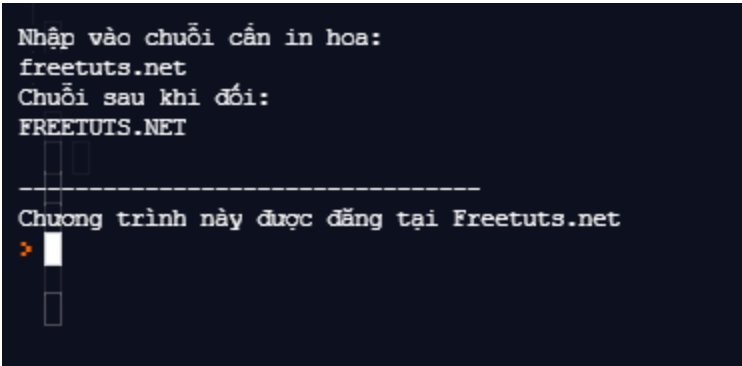 Nhập vào chuỗi cần in hoa:
freetuts.net
Chuỗi sau khi đổi:
FREETUTS.NET
---------------------------------
Chương trình này được đăng tại Freetuts.net
>